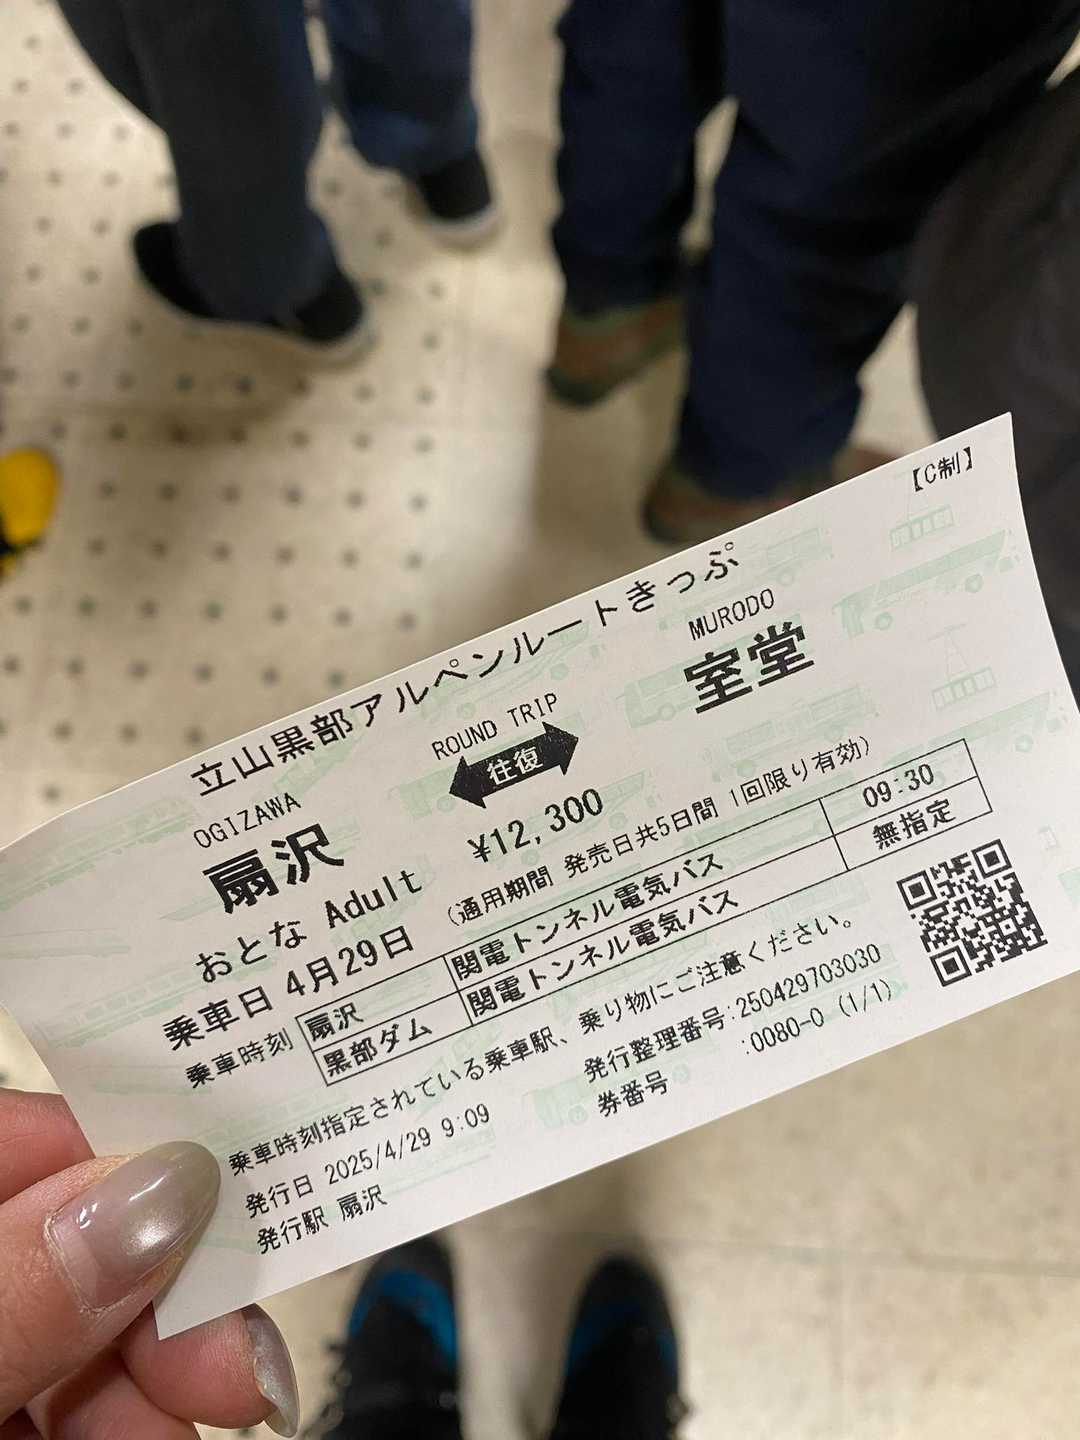 【C制】
立山黒部アルペンルートきっぷ
OGIZAWA ROUND TRIP MURODO
扇沢 往復 室堂
おとな Adult ¥12,300
乗車日 4月29日 (通用期間 発売日共5日間 1回限り有効)
乗車時刻 扇沢 関電トンネル電気バス 09:30
黒部ダム 関電トンネル電気バス 無指定
乗車時刻指定されている乗車駅、乗り物にご注意ください。
発行日 2025/4/29 9:09 発行整理番号:250429703030
発行駅 扇沢 券番号 :0080-0 (1/1)